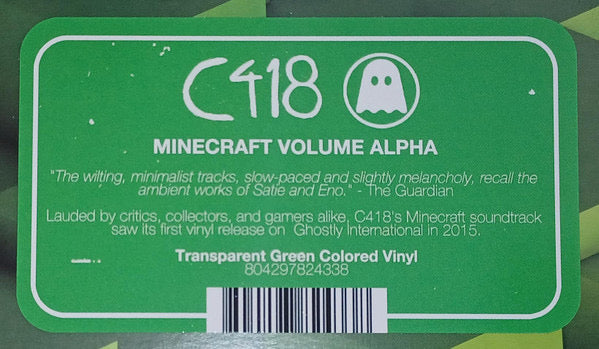 C418
MINECRAFT VOLUME ALPHA
"The wilting, minimalist tracks, slow-paced and slightly melancholy, recall the
ambient works of Satie and Eno." - The Guardian
Lauded by critics, collectors, and gamers alike, C418's Minecraft soundtrack
saw its first vinyl release on Ghostly International in 2015.
Transparent Green Colored Vinyl
804297824338